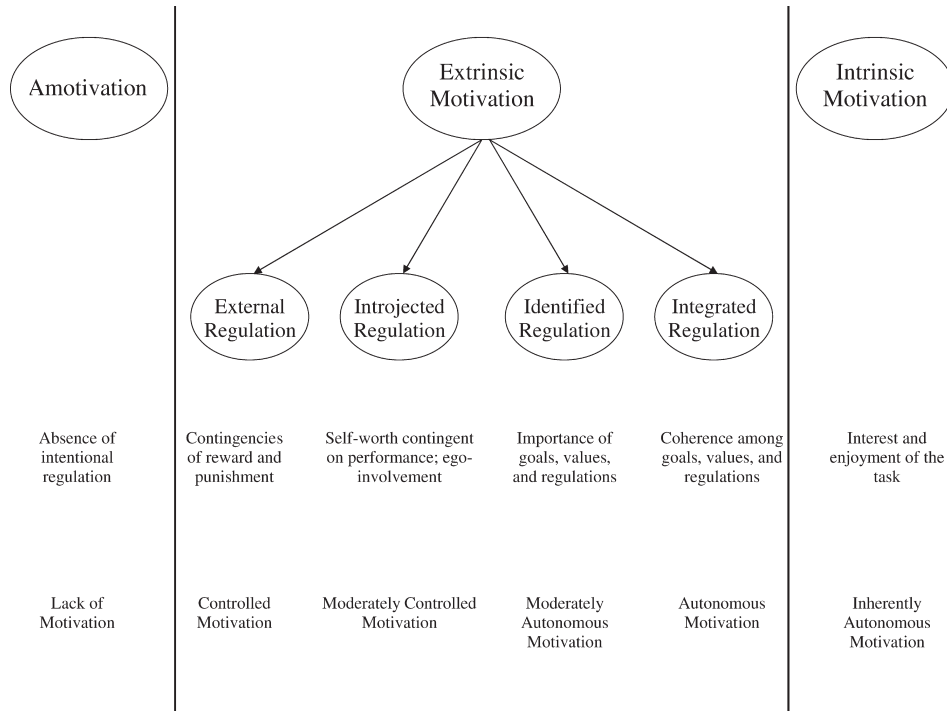 Amotivation
Extrinsic
Motivation
Intrinsic
Motivation
External
Regulation
Introjected
Regulation
Identified
Regulation
Integrated
Regulation
Absence of
intentional
regulation
Contingencies
of reward and
punishment
Self-worth contingent
on performance; ego-
involvement
Importance of
goals, values,
and regulations
Coherence among
goals, values, and
regulations
Interest and
enjoyment of the
task
Lack of
Motivation
Controlled
Motivation
Moderately Controlled
Motivation
Moderately
Autonomous
Motivation
Autonomous
Motivation
Inherently
Autonomous
Motivation